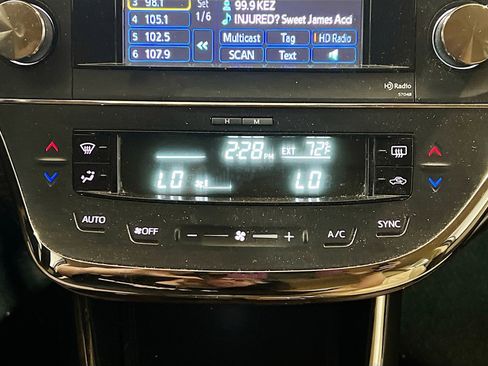 3 98.1 Set 99.9 KEZ
4 105.1 1/6 INJURED? Sweet James Acci
5 102.5 Multicast Tag HD Radio
6 107.9 « SCAN Text
HD Radio
57048
H M
2:28 PM EXT 72°F
LO LO
AUTO OFF − + A/C SYNC